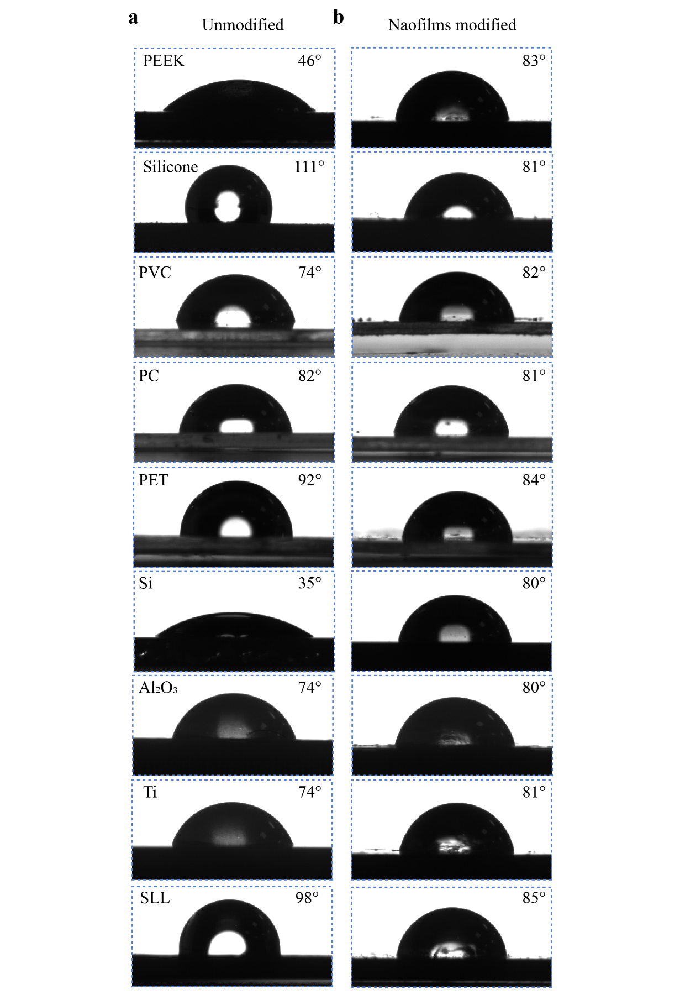 a Unmodified b Naofilms modified
PEEK 46° 83°
Silicone 111° 81°
PVC 74° 82°
PC 82° 81°
PET 92° 84°
Si 35° 80°
Al₂O₃ 74° 80°
Ti 74° 81°
SLL 98° 85°